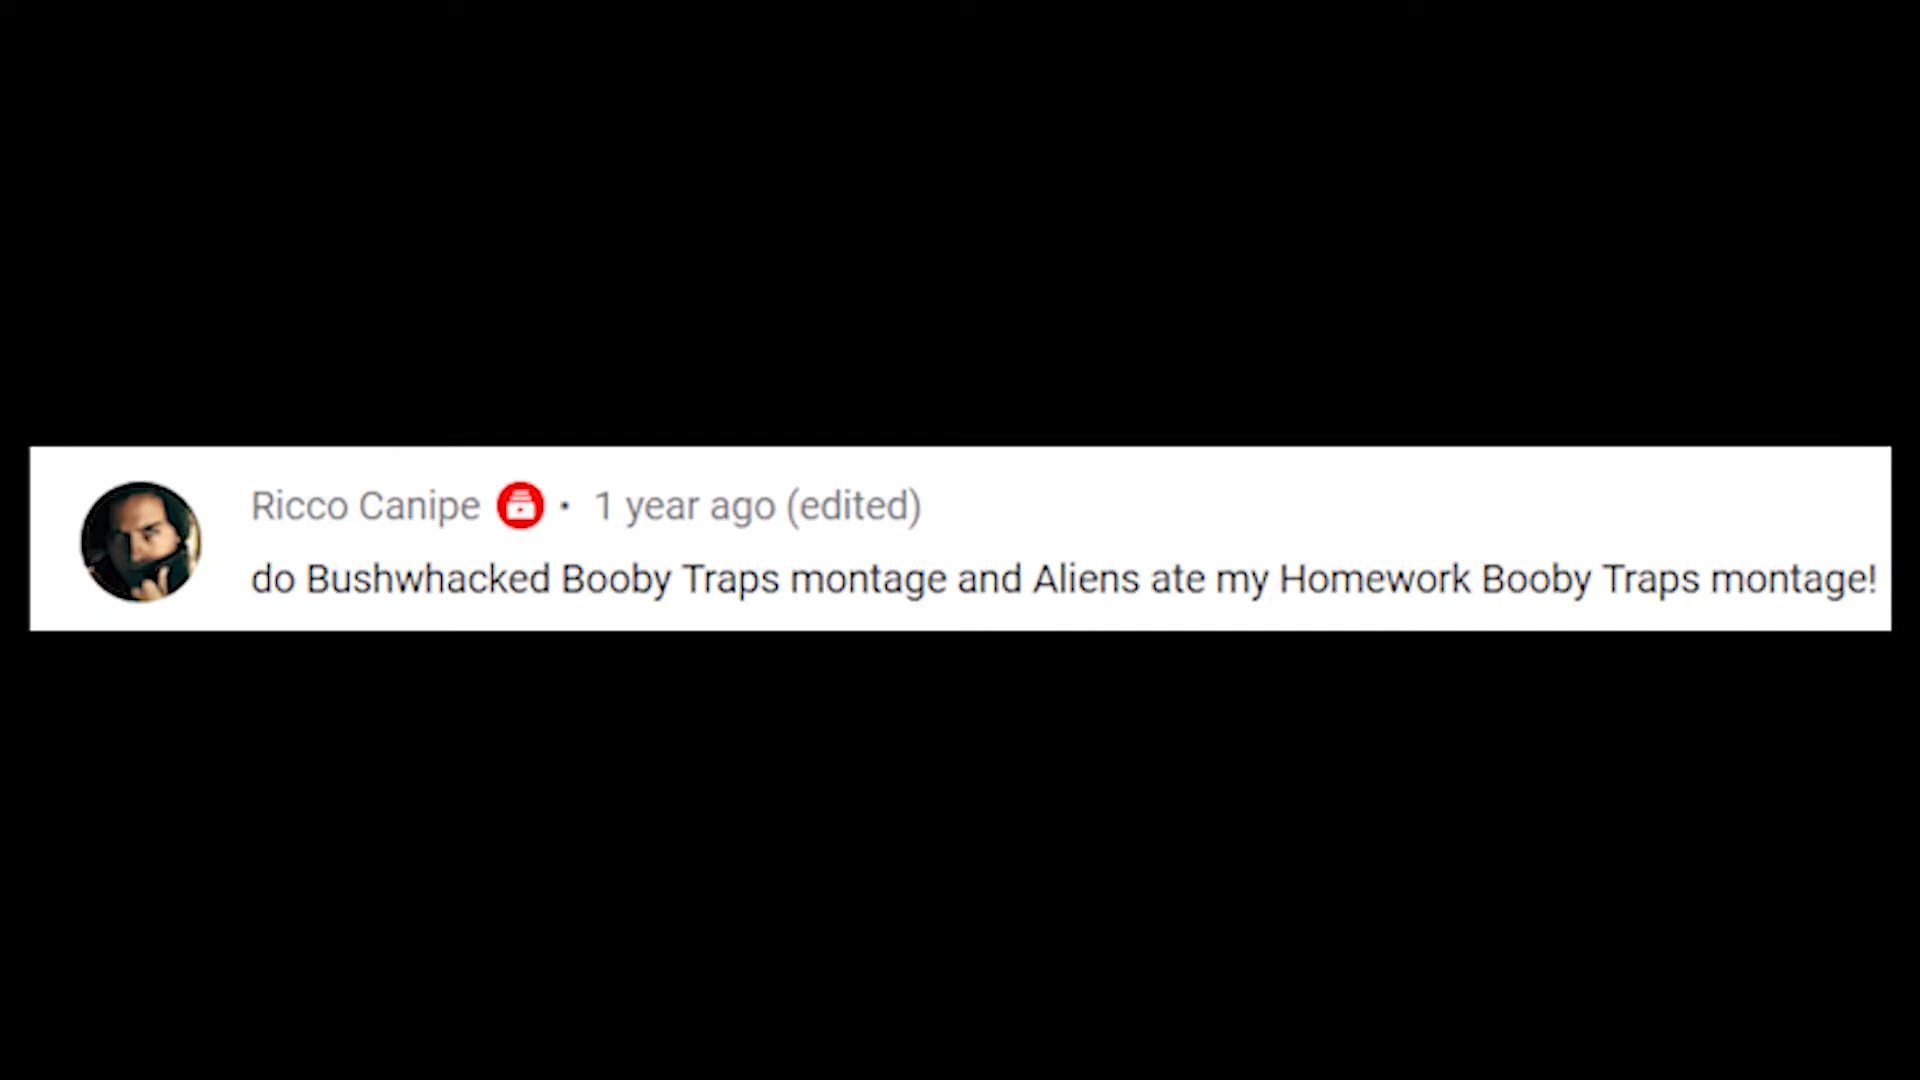 Ricco Canipe • 1 year ago (edited)
do Bushwhacked Booby Traps montage and Aliens ate my Homework Booby Traps montage!